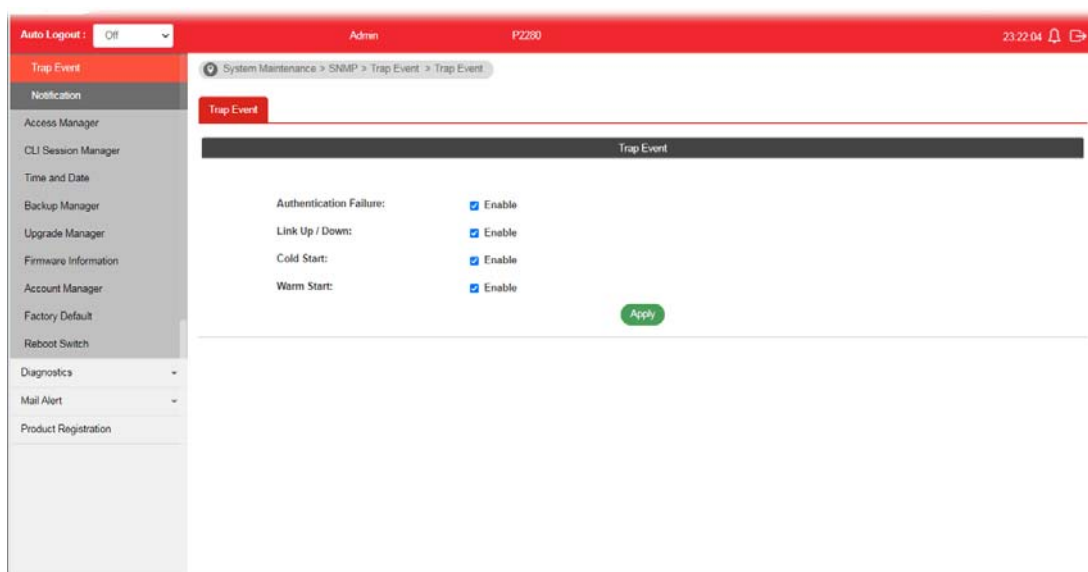 Auto Logout : Off Admin P2280 23:22:04
Trap Event
Notification
Access Manager
CLI Session Manager
Time and Date
Backup Manager
Upgrade Manager
Firmware Information
Account Manager
Factory Default
Reboot Switch
Diagnostics
Mail Alert
Product Registration
System Maintenance > SNMP > Trap Event > Trap Event
Trap Event
Trap Event
Authentication Failure: Enable
Link Up / Down: Enable
Cold Start: Enable
Warm Start: Enable
Apply